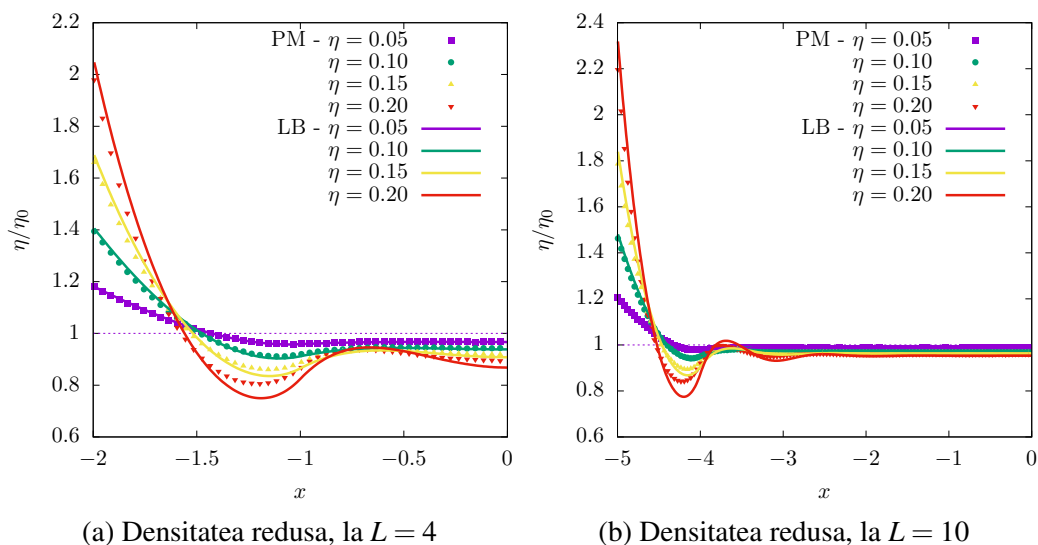 2.2
2
1.8
1.6
1.4
1.2
1
0.8
0.6
η/η₀
−2
−1.5
−1
−0.5
0
x
PM - η = 0.05
η = 0.10
η = 0.15
η = 0.20
LB - η = 0.05
η = 0.10
η = 0.15
η = 0.20
(a) Densitatea redusa, la L = 4
2.4
2.2
2
1.8
1.6
1.4
1.2
1
0.8
0.6
η/η₀
−5
−4
−3
−2
−1
0
x
PM - η = 0.05
η = 0.10
η = 0.15
η = 0.20
LB - η = 0.05
η = 0.10
η = 0.15
η = 0.20
(b) Densitatea redusa, la L = 10